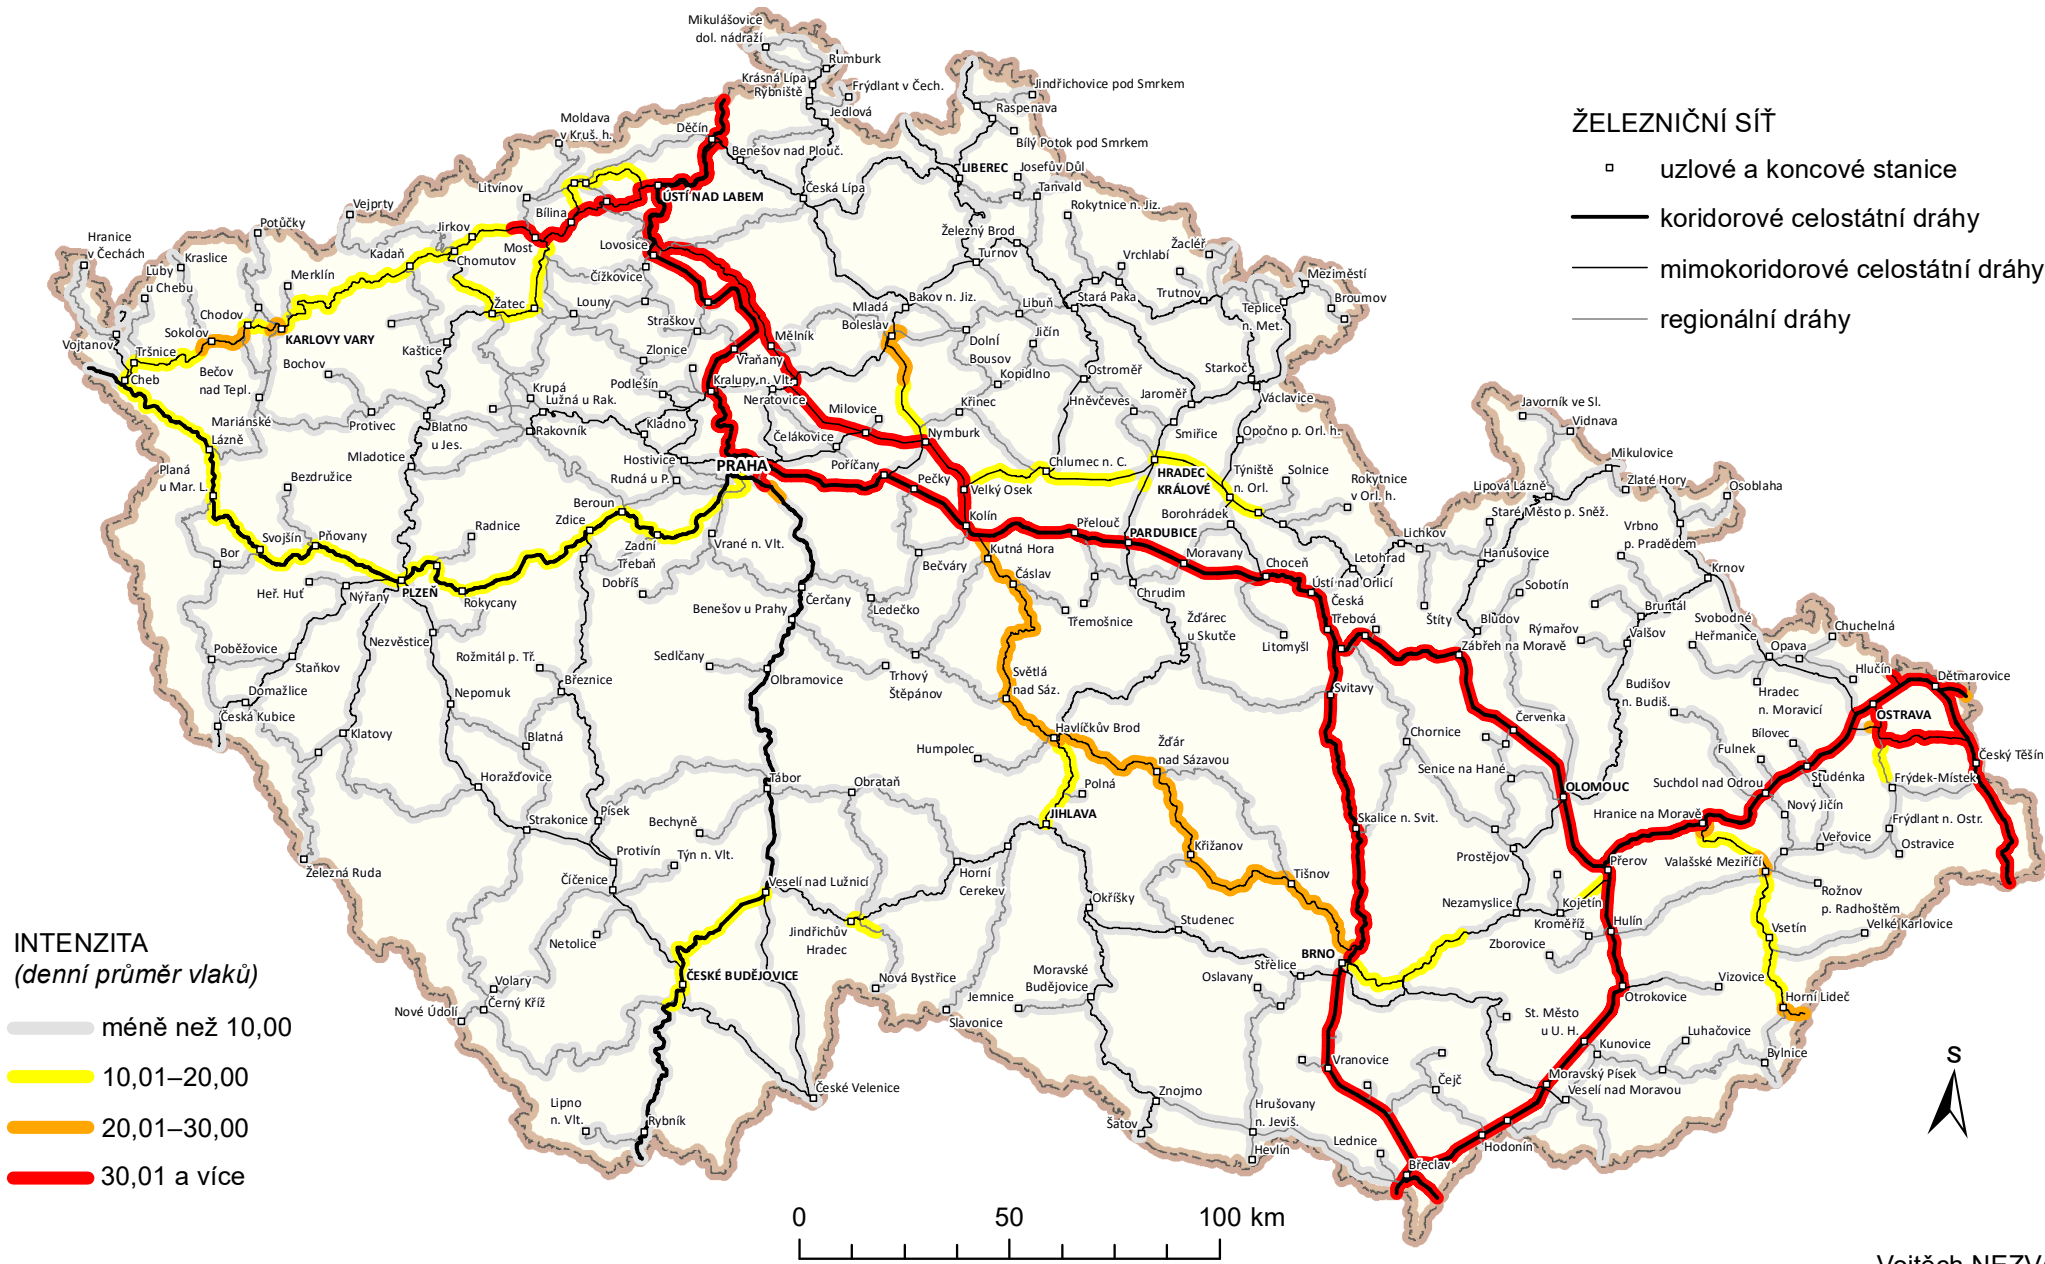 Mikulášovice
dol. nádraží
Rumburk
Krásná Lípa
Rybniště
Frýdlant v Čech.
Jindřichovice pod Smrkem
Jedlová
Raspenava
Moldava
v Kruš. h.
Děčín
Benešov nad Plouč.
Bílý Potok pod Smrkem
LIBEREC
Josefův Důl
Tanvald
Litvínov
Česká Lípa
ÚSTÍ NAD LABEM
Rokytnice n. Jiz.
Vejprty
Bílina
Potůčky
Jirkov
Most
Lovosice
Železný Brod
Turnov
Žacléř
Vrchlabí
Hranice
v Čechách
Luby
u Chebu
Kraslice
Merklín
Kadaň
Chomutov
Čížkovice
Meziměstí
Broumov
Trutnov
Teplice
n. Met.
Chodov
Sokolov
Žatec
Louny
Mladá
Boleslav
Bakov n. Jiz.
Libuň
Stará Paka
Straškov
Mělník
Jičín
Vojtanov
Tršnice
KARLOVY VARY
Kaštice
Dolní
Bousov
Cheb
Bečov
nad Tepl.
Bochov
Zlonice
Vraňany
Kopidlno
Ostroměř
Starkoč
Krupá
Lužná u Rak.
Podlešín
Kralupy n. Vlt.
Neratovice
Hněvčeves
Jaroměř
Václavice
Mariánské
Lázně
Protivec
Blatno
u Jes.
Rakovník
Kladno
Milovice
Křinec
Smiřice
Javorník ve Sl.
Vidnava
Čelákovice
Nymburk
Opočno p. Orl. h.
Planá
u Mar. L.
Bezdružice
Mladotice
Hostivice
Rudná u P.
PRAHA
Poříčany
Pečky
Chlumec n. C.
HRADEC
KRÁLOVÉ
Týniště
n. Orl.
Solnice
Rokytnice
v Orl. h.
Mikulovice
Lipová Lázně
Zlaté Hory
Osoblaha
Velký Osek
Beroun
Zdice
Kolín
Přelouč
Borohrádek
Staré Město p. Sněž.
Vrbno
p. Pradědem
Svojšín
Pňovany
Radnice
Zadní
Třebaň
Vrané n. Vlt.
PARDUBICE
Lichkov
Bor
Dobříš
Kutná Hora
Moravany
Choceň
Letohrad
Hanušovice
Heř. Huť
Nýřany
PLZEŇ
Rokycany
Bečváry
Čáslav
Ústí nad Orlicí
Sobotín
Krnov
Benešov u Prahy
Čerčany
Ledečko
Třemošnice
Chrudim
Česká
Třebová
Štíty
Bludov
Bruntál
Svobodné
Heřmanice
Chuchelná
Nezvěstice
Žďárec
u Skutče
Litomyšl
Zábřeh na Moravě
Rýmařov
Valšov
Poběžovice
Staňkov
Rožmitál p. Tř.
Sedlčany
Opava
Hlučín
Domažlice
Nepomuk
Březnice
Olbramovice
Trhový
Štěpánov
Světlá
nad Sáz.
Svitavy
Budišov
n. Budiš.
Hradec
n. Moravicí
Dětmarovice
Česká Kubice
Klatovy
Blatná
Havlíčkův Brod
Červenka
OSTRAVA
Chornice
Bílovec
Humpolec
Žďár
nad Sázavou
Senice na Hané
Fulnek
Český Těšín
Horažďovice
Tábor
Obrataň
Polná
OLOMOUC
Suchdol nad Odrou
Studénka
Frýdek-Místek
Písek
Bechyně
JIHLAVA
Skalice n. Svit.
Hranice na Moravě
Nový Jičín
Frýdlant n. Ostr.
Strakonice
Týn n. Vlt.
Protivín
Křižanov
Prostějov
Přerov
Valašské Meziříčí
Veřovice
Ostravice
Železná Ruda
Číčenice
Veselí nad Lužnicí
Horní
Cerekev
Tišnov
Rožnov
p. Radhoštěm
Okříšky
Nezamyslice
Kojetín
Kroměříž
Hulín
Netolice
Jindřichův
Hradec
Studenec
Velké Karlovice
Vsetín
Zborovice
BRNO
Střelice
Oslavany
ČESKÉ BUDĚJOVICE
Nová Bystřice
Moravské
Budějovice
Vizovice
Volary
Černý Kříž
Jemnice
Otrokovice
Horní Lideč
Nové Údolí
Slavonice
St. Město
u U. H.
Luhačovice
Kunovice
Bylnice
Vranovice
Moravský Písek
Veselí nad Moravou
České Velenice
Čejč
Lipno
n. Vlt.
Znojmo
Rybník
Šatov
Hrušovany
n. Jeviš.
Lednice
Hodonín
Hevlín
Břeclav
ŽELEZNIČNÍ SÍŤ
uzlové a koncové stanice
koridorové celostátní dráhy
mimokoridorové celostátní dráhy
regionální dráhy
INTENZITA
(denní průměr vlaků)
méně než 10,00
10,01–20,00
20,01–30,00
30,01 a více
S
0 50 100 km